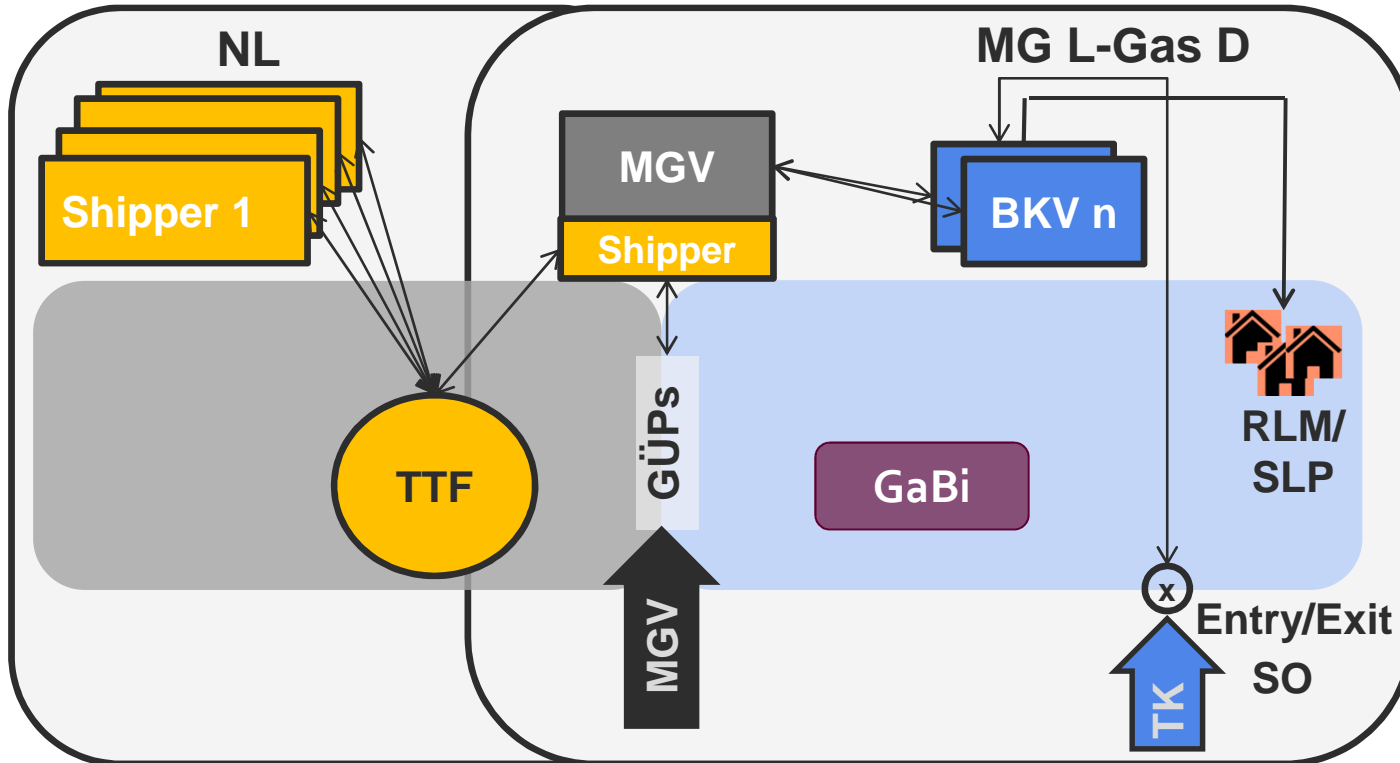 NL
MG L-Gas D
Shipper 1
MGV
Shipper
BKV n
TTF
GÜPs
GaBi
RLM/
SLP
MGV
x
Entry/Exit
SO
TK